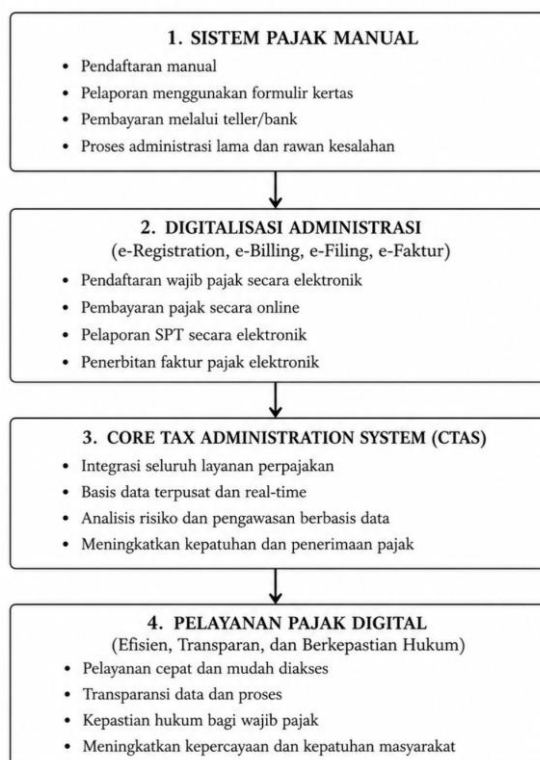 1. SISTEM PAJAK MANUAL
• Pendaftaran manual
• Pelaporan menggunakan formulir kertas
• Pembayaran melalui teller/bank
• Proses administrasi lama dan rawan kesalahan
2. DIGITALISASI ADMINISTRASI
(e-Registration, e-Billing, e-Filing, e-Faktur)
• Pendaftaran wajib pajak secara elektronik
• Pembayaran pajak secara online
• Pelaporan SPT secara elektronik
• Penerbitan faktur pajak elektronik
3. CORE TAX ADMINISTRATION SYSTEM (CTAS)
• Integrasi seluruh layanan perpajakan
• Basis data terpusat dan real-time
• Analisis risiko dan pengawasan berbasis data
• Meningkatkan kepatuhan dan penerimaan pajak
4. PELAYANAN PAJAK DIGITAL
(Efisien, Transparan, dan Berkepastian Hukum)
• Pelayanan cepat dan mudah diakses
• Transparansi data dan proses
• Kepastian hukum bagi wajib pajak
• Meningkatkan kepercayaan dan kepatuhan masyarakat